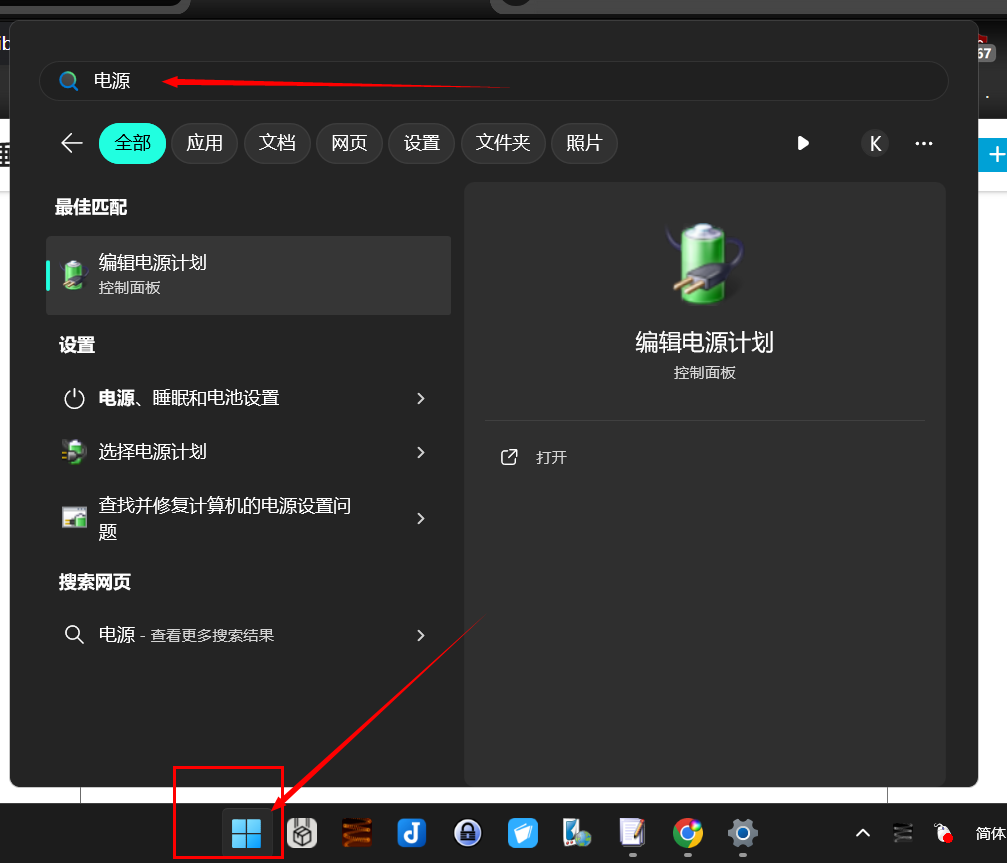 ib
67
电源
全部 应用 文档 网页 设置 文件夹 照片 K
最佳匹配
编辑电源计划
控制面板
编辑电源计划
控制面板
打开
设置
电源、睡眠和电池设置
选择电源计划
查找并修复计算机的电源设置问
题
搜索网页
电源 - 查看更多搜索结果
简体